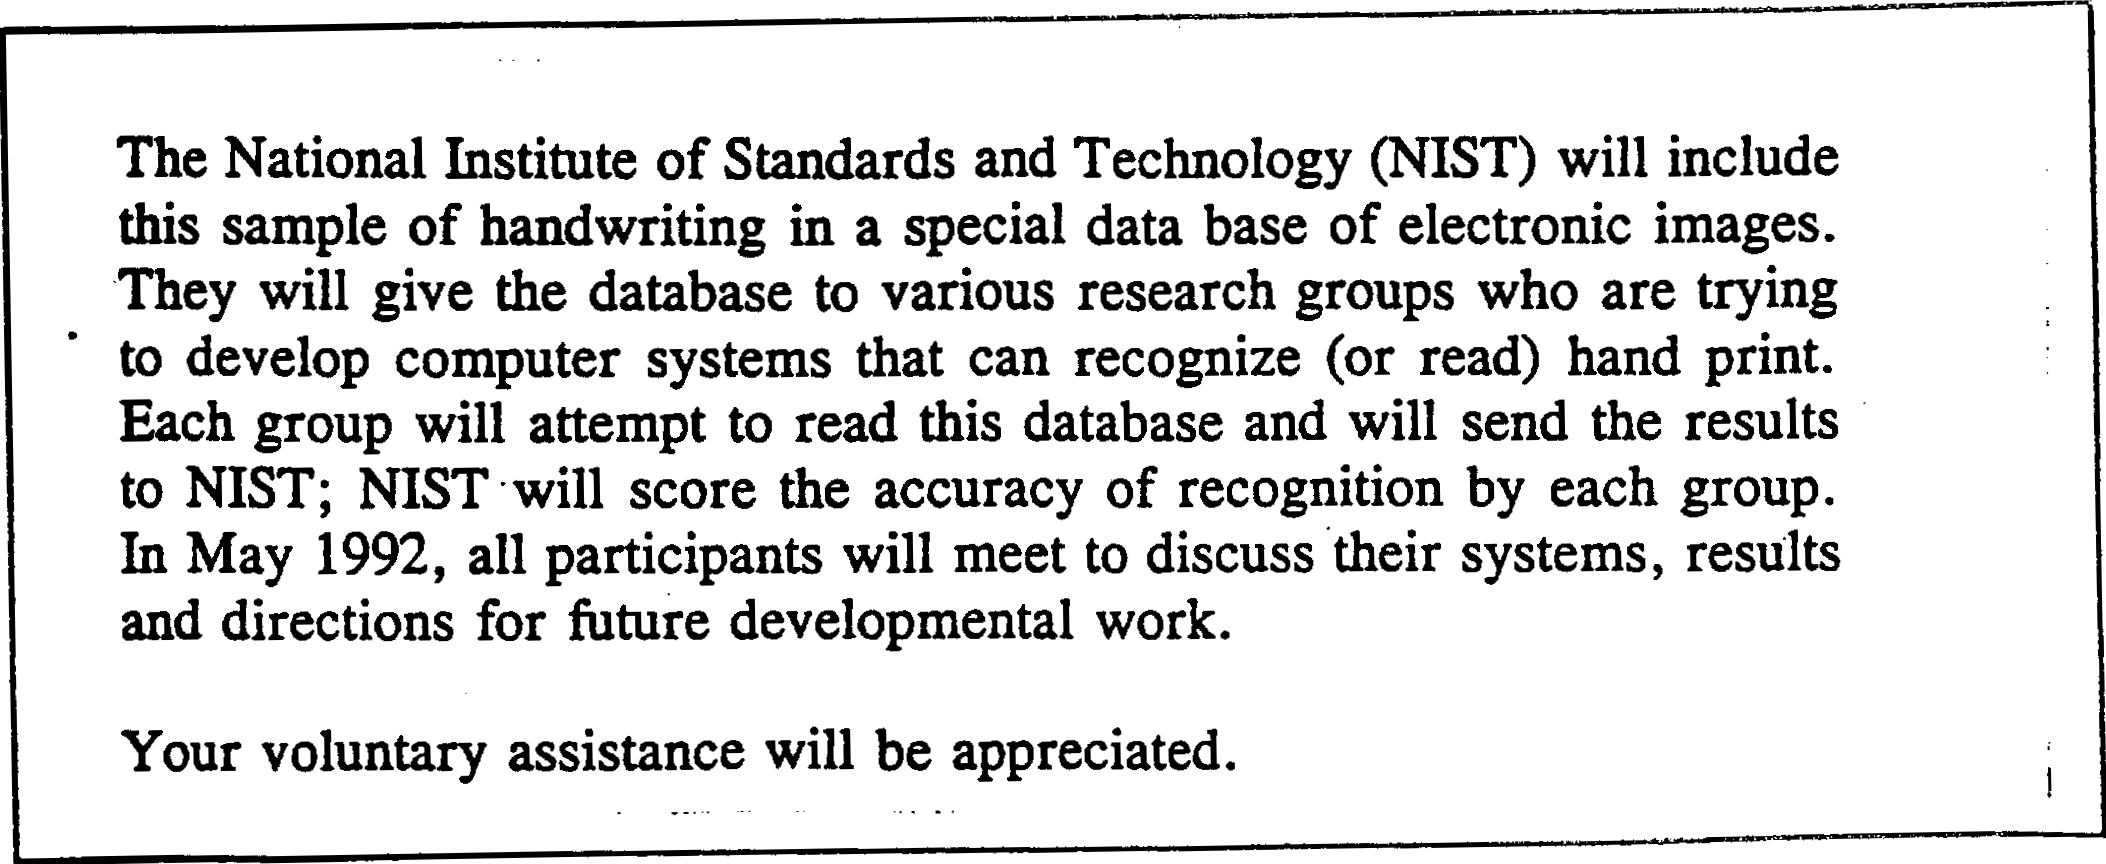 The National Institute of Standards and Technology (NIST) will include
this sample of handwriting in a special data base of electronic images.
They will give the database to various research groups who are trying
to develop computer systems that can recognize (or read) hand print.
Each group will attempt to read this database and will send the results
to NIST; NIST will score the accuracy of recognition by each group.
In May 1992, all participants will meet to discuss their systems, results
and directions for future developmental work.

Your voluntary assistance will be appreciated.